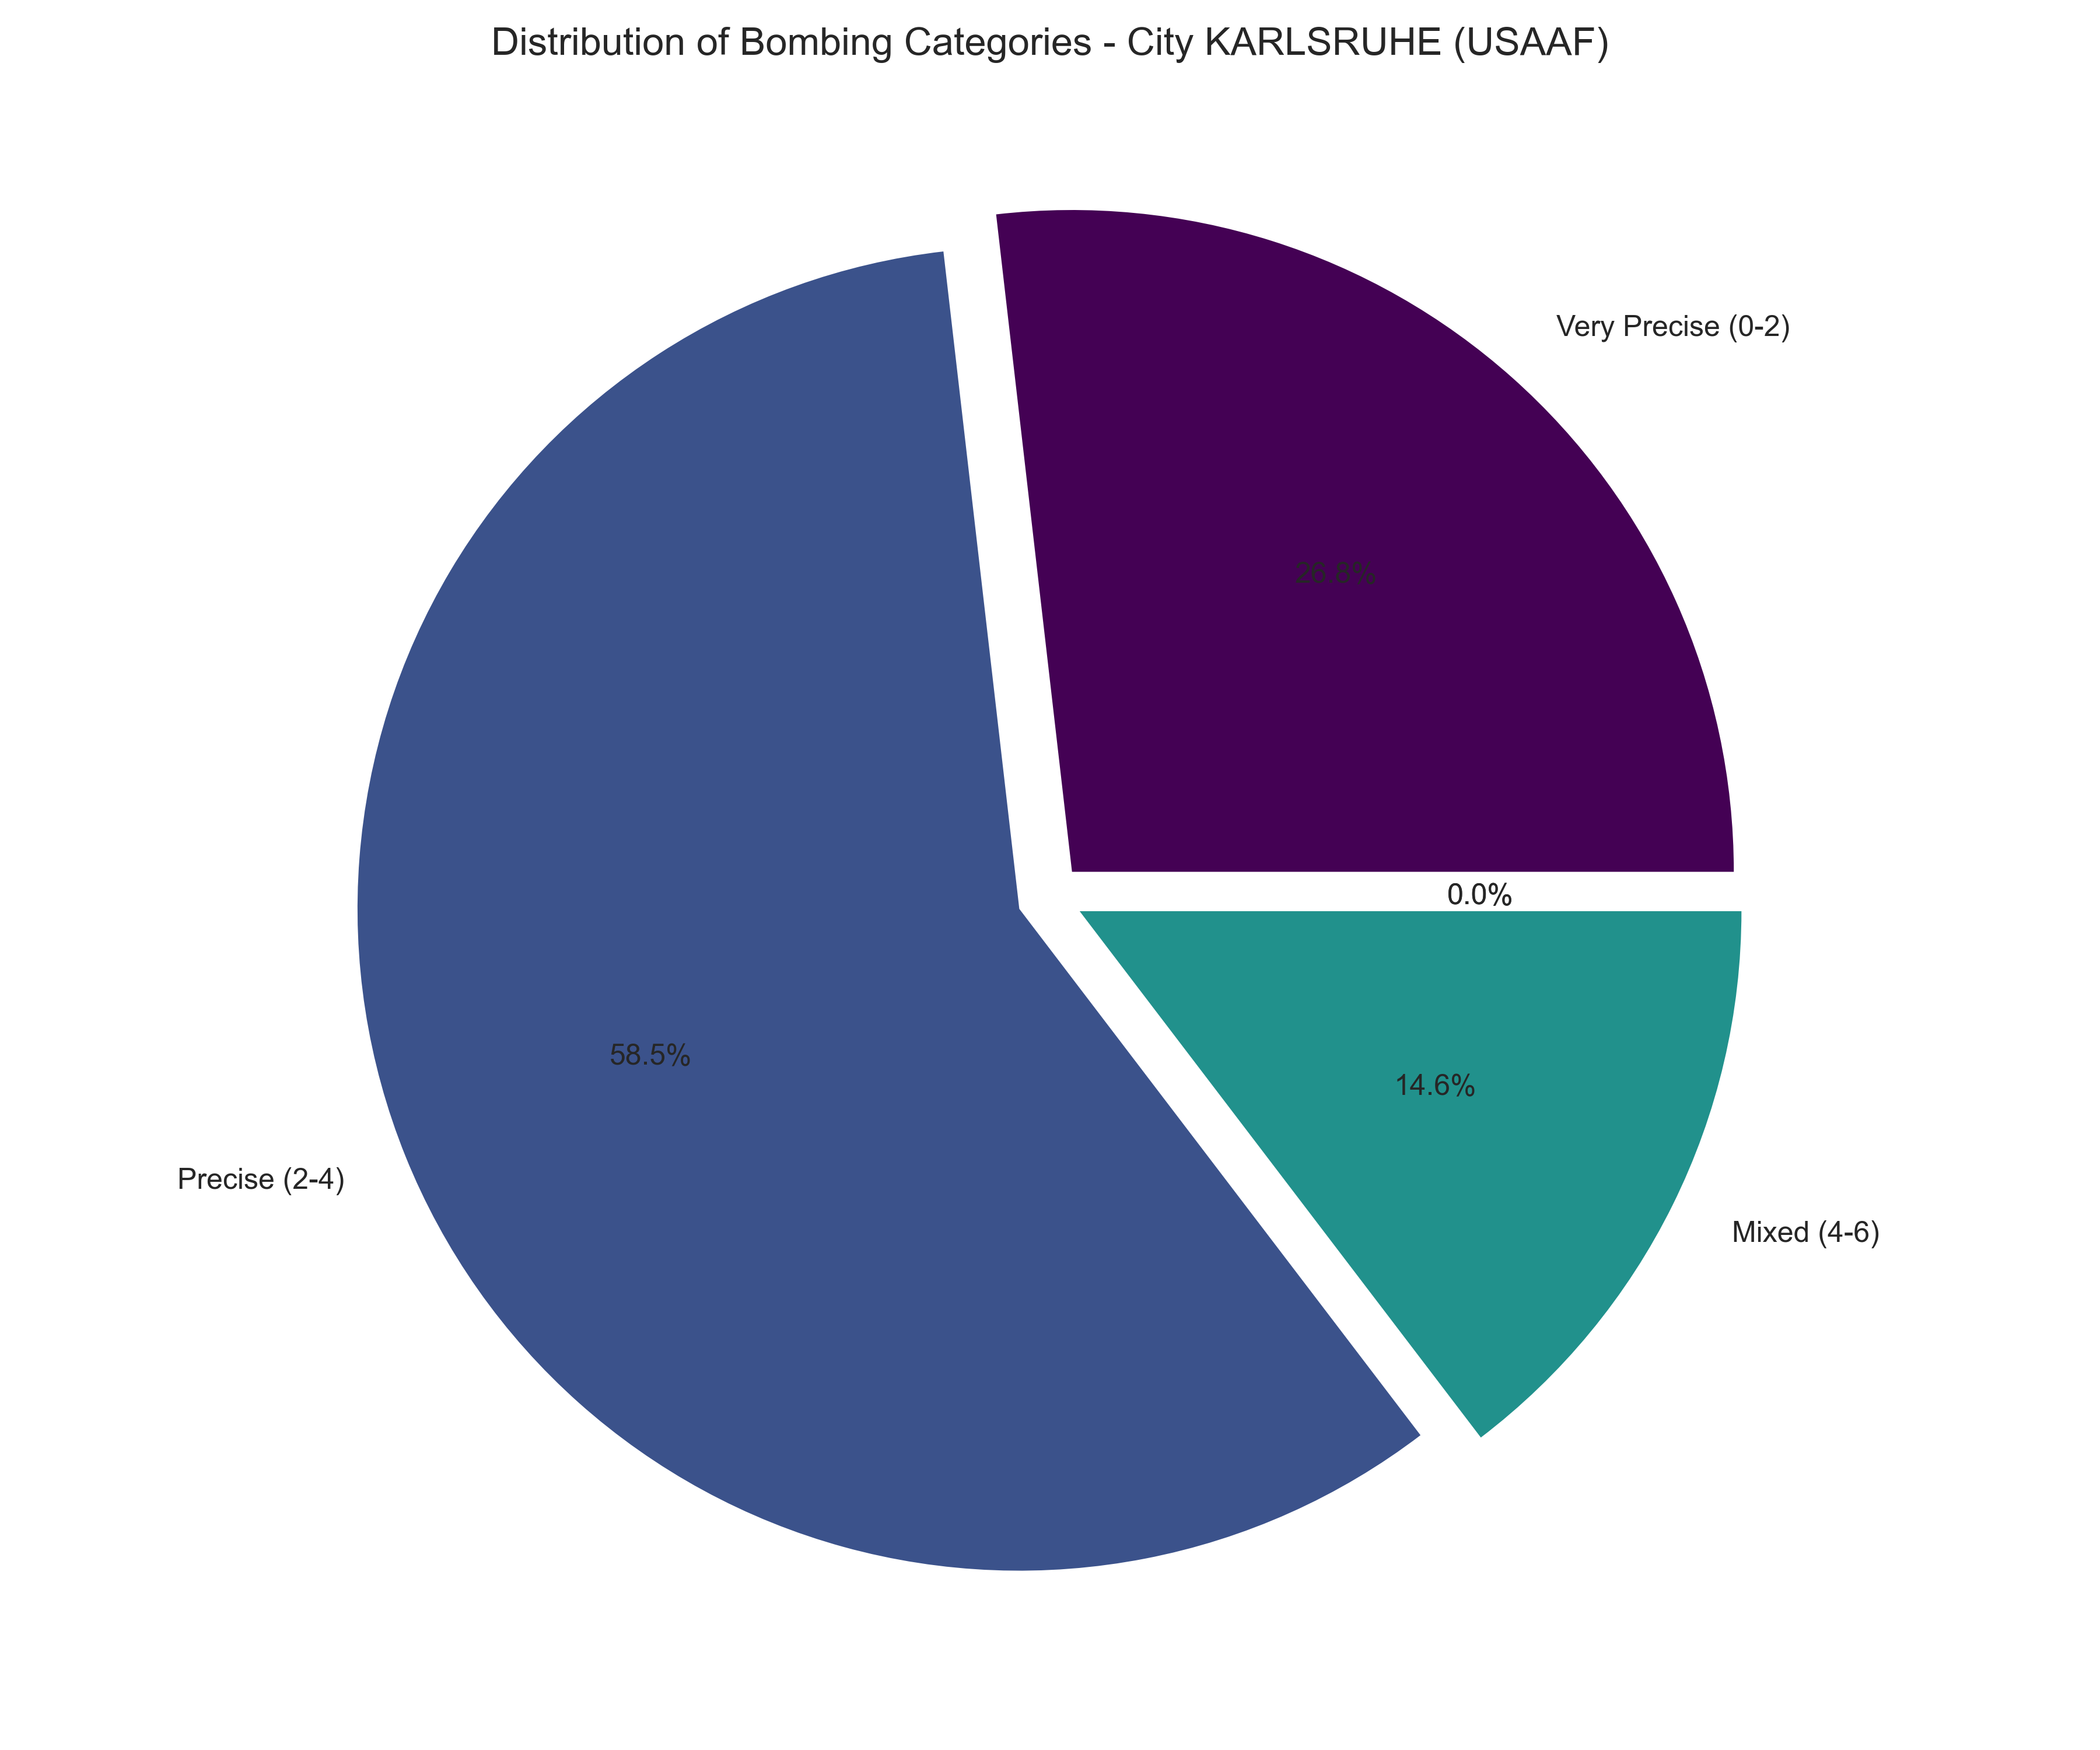 Distribution of Bombing Categories - City KARLSRUHE (USAAF)
Very Precise (0-2)
26.8%
0.0%
58.5%
14.6%
Precise (2-4)
Mixed (4-6)